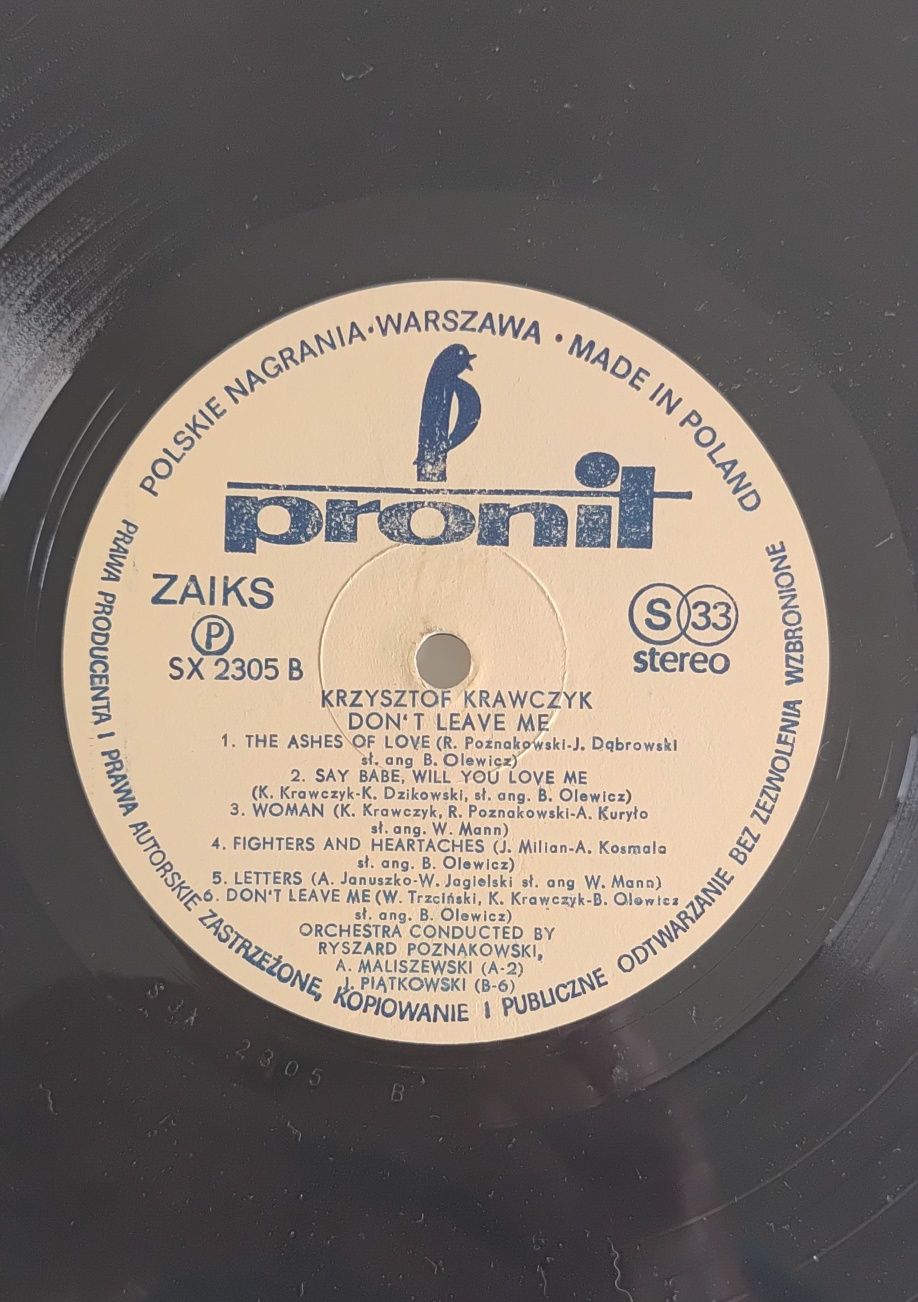 POLSKIE NAGRANIA·WARSZAWA · MADE IN POLAND
pronit
ZAIKS
P
SX 2305 B
S 33
stereo
KRZYSZTOF KRAWCZYK
DON'T LEAVE ME
1. THE ASHES OF LOVE (R. Poznakowski-J. Dąbrowski
sł. ang B. Olewicz)
2. SAY BABE, WILL YOU LOVE ME
(K. Krawczyk-K. Dzikowski, sł. ang. B. Olewicz)
3. WOMAN (K. Krawczyk, R. Poznakowski-A. Kuryło
sł. ang. W. Mann)
4. FIGHTERS AND HEARTACHES (J. Milian-A. Kosmala
sł. ang. B. Olewicz)
5. LETTERS (A. Januszko-W. Jagielski sł. ang W. Mann)
6. DON'T LEAVE ME (W. Trzciński, K. Krawczyk-B. Olewicz
sł. ang. B. Olewicz)
ORCHESTRA CONDUCTED BY
RYSZARD POZNAKOWSKI,
A. MALISZEWSKI (A-2)
J. PIĄTKOWSKI (B-6)
PRAWA PRODUCENTA I PRAWA AUTORSKIE ZASTRZEŻONE, KOPIOWANIE I PUBLICZNE ODTWARZANIE BEZ ZEZWOLENIA WZBRONIONE
2305 B